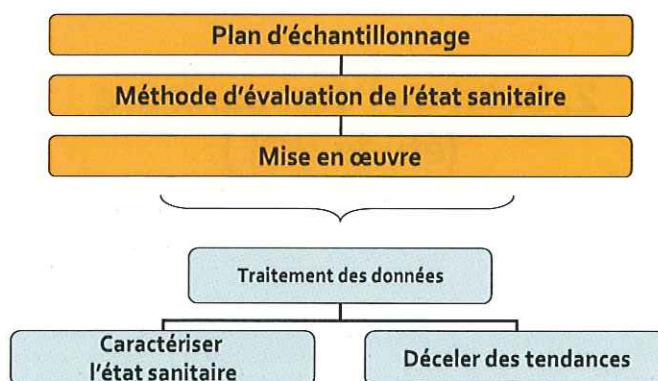 Plan d'échantillonnage
Méthode d'évaluation de l'état sanitaire
Mise en œuvre
Traitement des données
Caractériser
l'état sanitaire
Déceler des tendances